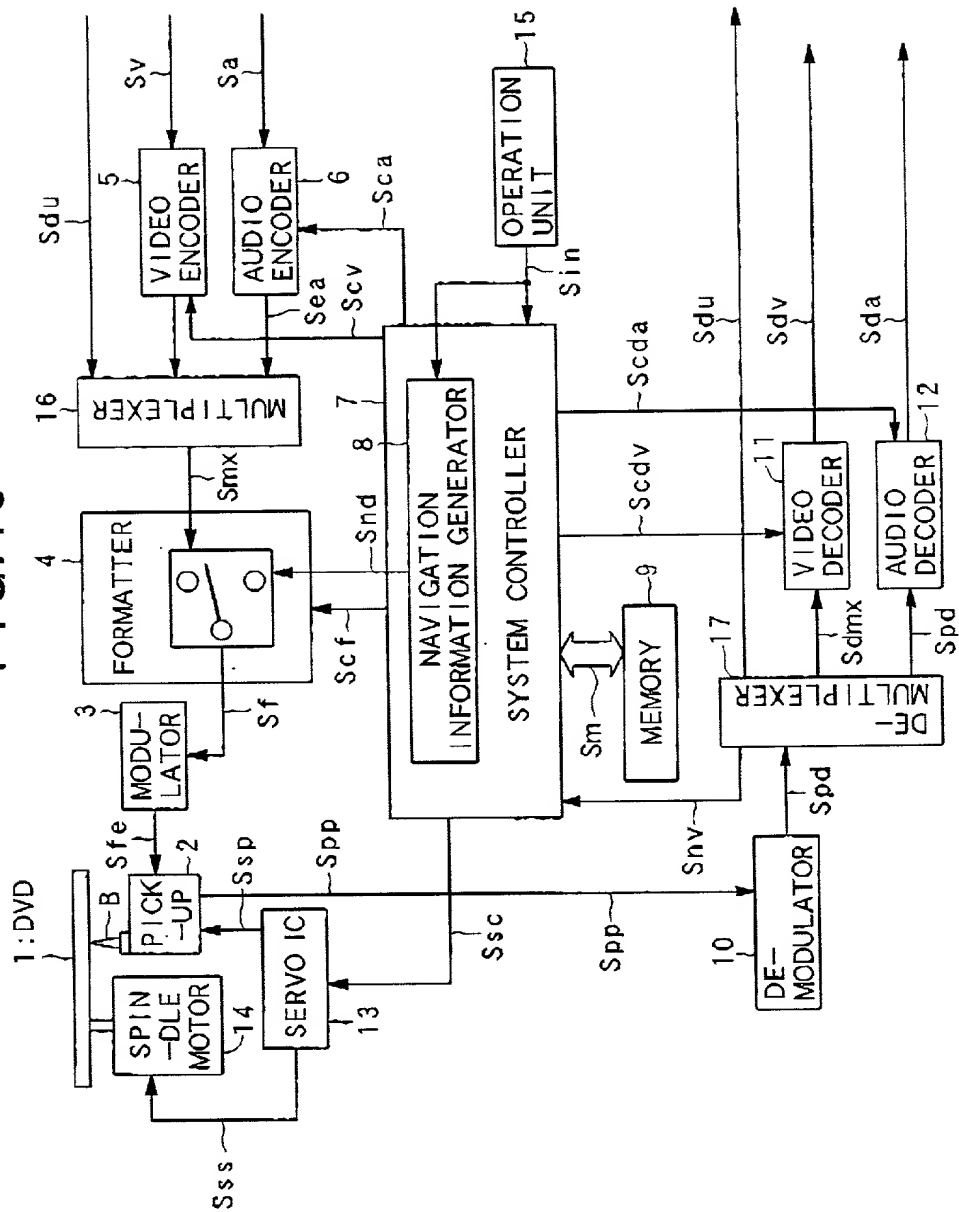 1:DVD
SPIN
-DLE
MOTOR
14
B
PICK
-UP
2
Sfe
MODU-
LATOR
3
Sf
FORMATTER
4
Smx
MULTIPLEXER
16
Sdu
VIDEO
ENCODER
5
Sv
AUDIO
ENCODER
6
Sa
Sea
Scv
Sca
Sss
SERVO IC
13
Ssp
Spp
Ssc
Scf
Snd
NAVIGATION
INFORMATION GENERATOR
8
7
SYSTEM CONTROLLER
Sin
OPERATION
UNIT
15
Sm
MEMORY
9
Snv
Scdv
Scda
Spp
DE-
MODULATOR
10
Spd
DE-
MULTIPLEXER
17
Sdmx
Spd
VIDEO
DECODER
11
AUDIO
DECODER
12
Sdu
Sdv
Sda